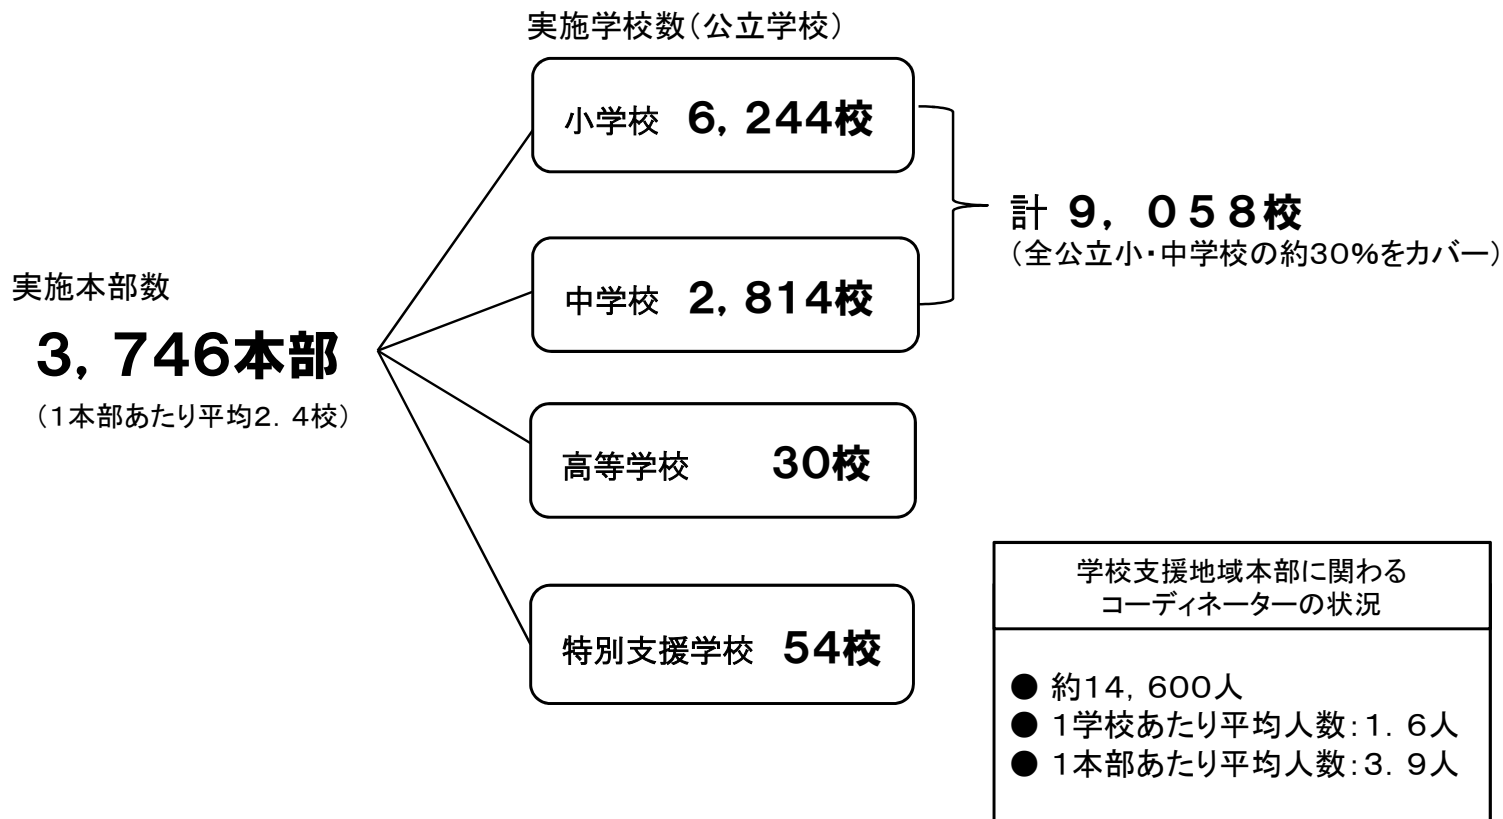 実施学校数(公立学校)
小学校 6,244校
中学校 2,814校
計 9,058校
(全公立小・中学校の約30%をカバー)
実施本部数
3,746本部
(1本部あたり平均2.4校)
高等学校 30校
特別支援学校 54校
学校支援地域本部に関わる
コーディネーターの状況
● 約14,600人
● 1学校あたり平均人数:1.6人
● 1本部あたり平均人数:3.9人